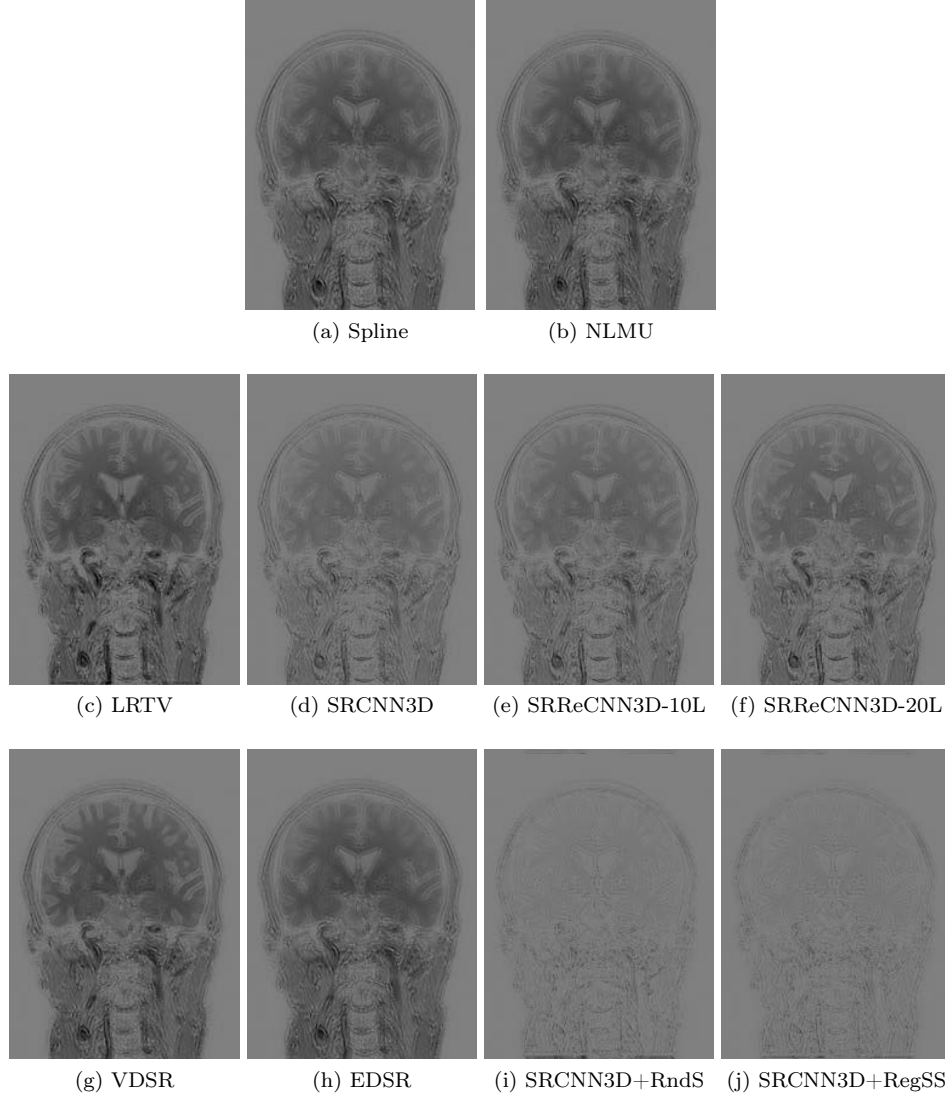 (a) Spline
(b) NLMU
(c) LRTV
(d) SRCNN3D
(e) SRReCNN3D-10L
(f) SRReCNN3D-20L
(g) VDSR
(h) EDSR
(i) SRCNN3D+RndS
(j) SRCNN3D+RegSS